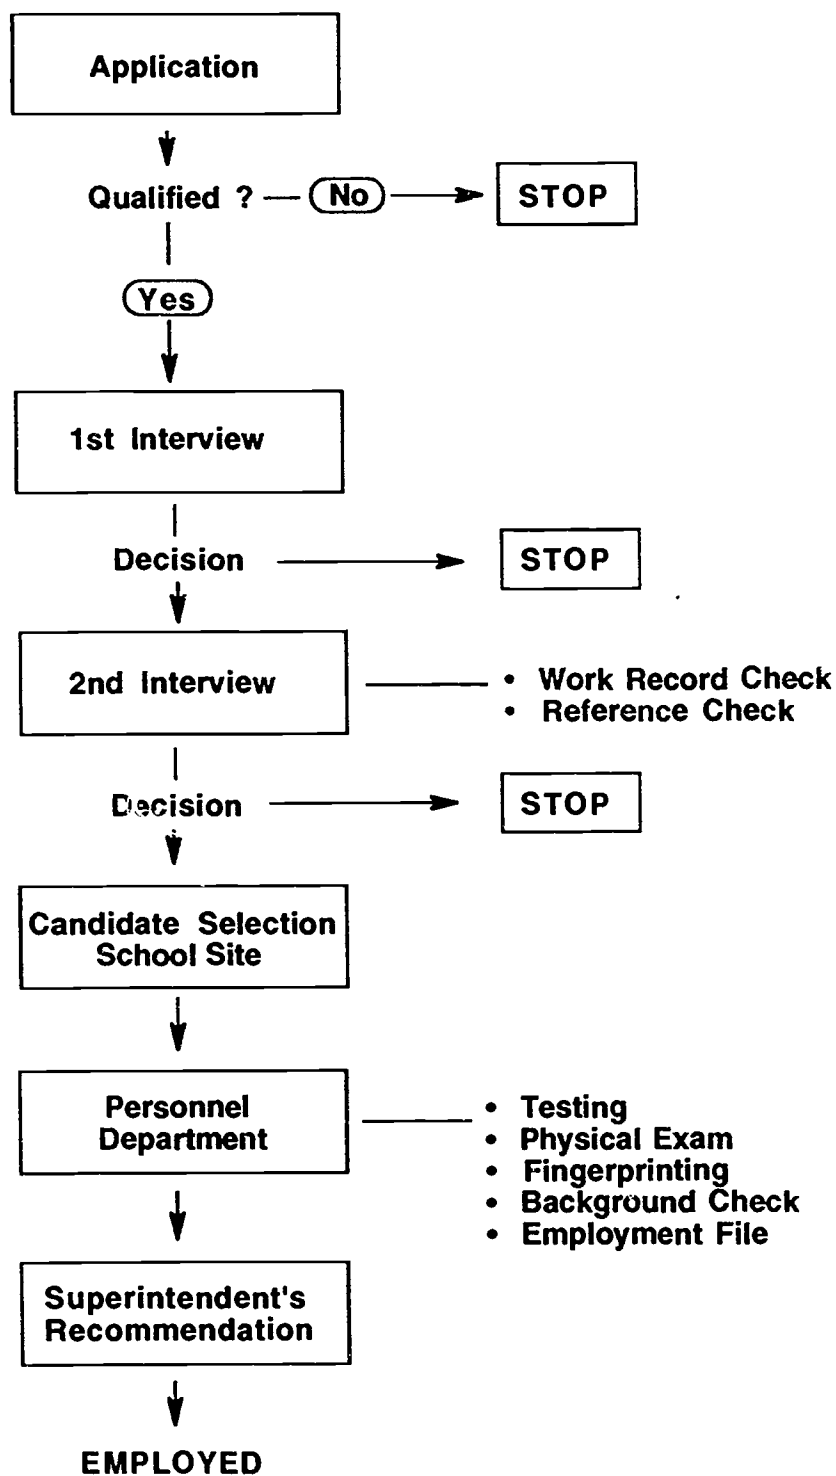 Application
Qualified ? No STOP
Yes
1st Interview
Decision STOP
2nd Interview
• Work Record Check
• Reference Check
Decision STOP
Candidate Selection
School Site
Personnel
Department
• Testing
• Physical Exam
• Fingerprinting
• Background Check
• Employment File
Superintendent's
Recommendation
EMPLOYED